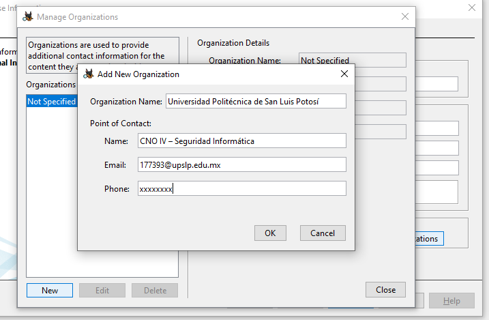 Manage Organizations
Organizations are used to provide
additional contact information for the
content they a
Organizations
Not Specified
Organization Details
Organization Name: Not Specified
Add New Organization
Organization Name: Universidad Politécnica de San Luis Potosí
Point of Contact:
Name: CNO IV – Seguridad Informática
Email: 177393@upslp.edu.mx
Phone: xxxxxxxx
OK Cancel
New Edit Delete
Close
Help